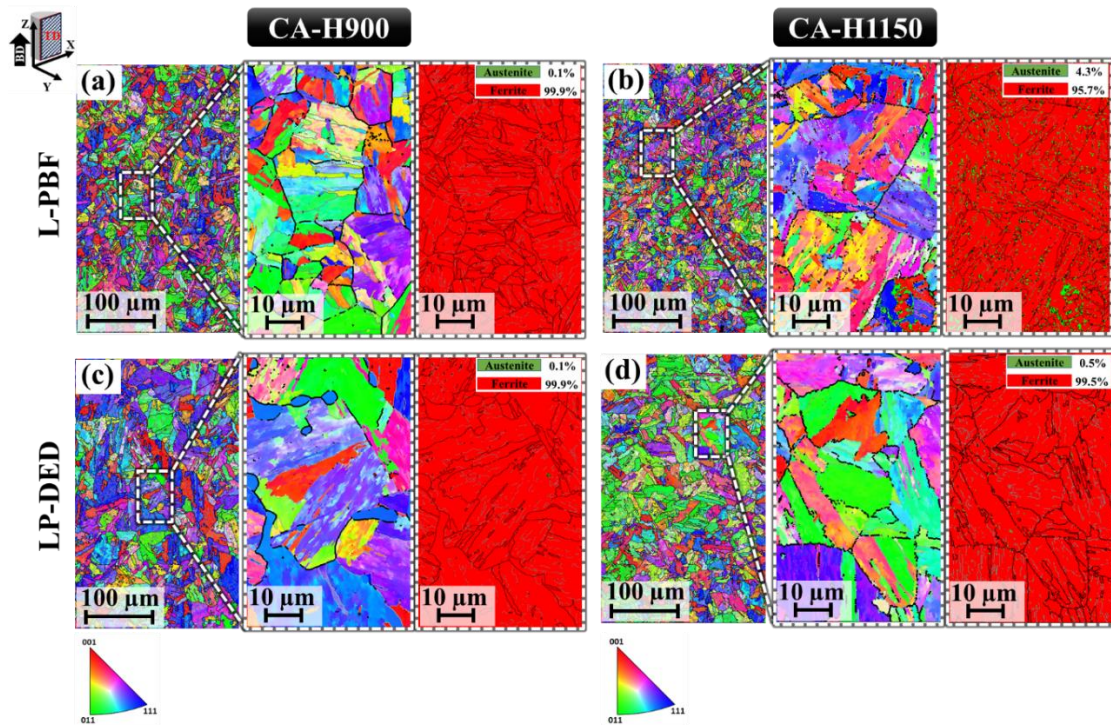 CA-H900
CA-H1150
Z
TD
BD
X
Y
L-PBF
(a)
Austenite 0.1%
Ferrite 99.9%
100 µm
10 µm
10 µm
(b)
Austenite 4.3%
Ferrite 95.7%
100 µm
10 µm
10 µm
LP-DED
(c)
Austenite 0.1%
Ferrite 99.9%
100 µm
10 µm
10 µm
(d)
Austenite 0.5%
Ferrite 99.5%
100 µm
10 µm
10 µm
001
011
111
001
011
111